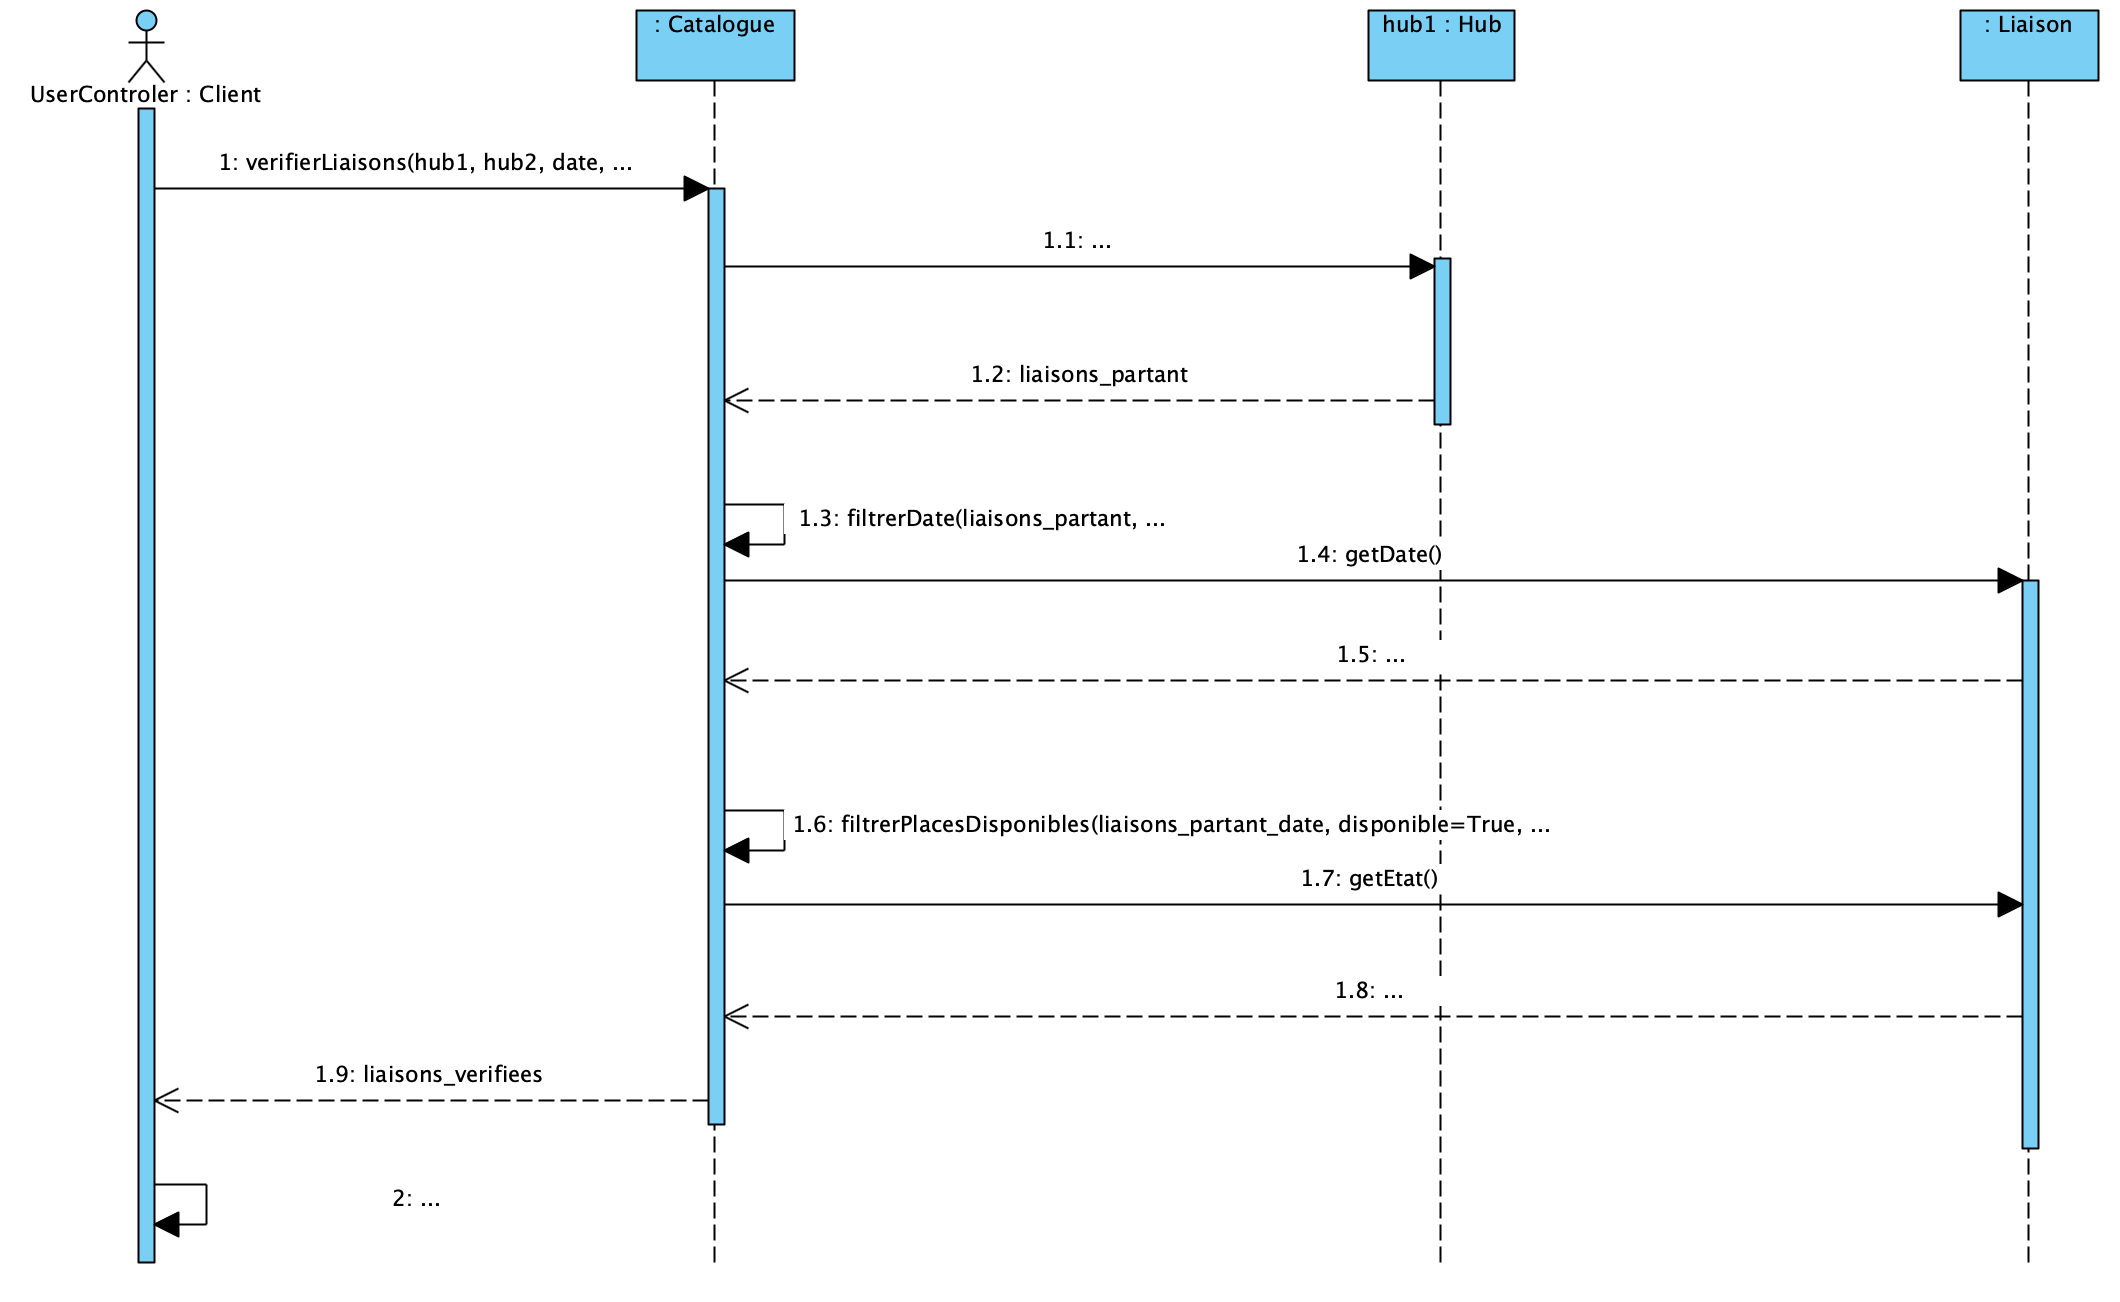 : Catalogue
hub1 : Hub
: Liaison
UserControler : Client
1: verifierLiaisons(hub1, hub2, date, ...
1.1: ...
1.2: liaisons_partant
1.3: filtrerDate(liaisons_partant, ...
1.4: getDate()
1.5: ...
1.6: filtrerPlacesDisponibles(liaisons_partant_date, disponible=True, ...
1.7: getEtat()
1.8: ...
1.9: liaisons_verifiees
2: ...